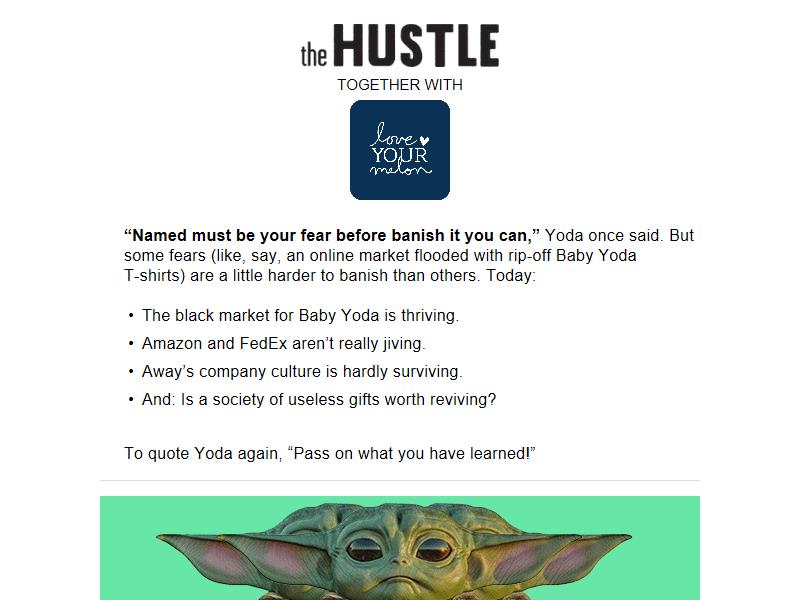 the HUSTLE
TOGETHER WITH
love
YOUR
melon
“Named must be your fear before banish it you can,” Yoda once said. But
some fears (like, say, an online market flooded with rip-off Baby Yoda
T-shirts) are a little harder to banish than others. Today:
• The black market for Baby Yoda is thriving.
• Amazon and FedEx aren’t really jiving.
• Away’s company culture is hardly surviving.
• And: Is a society of useless gifts worth reviving?
To quote Yoda again, “Pass on what you have learned!”